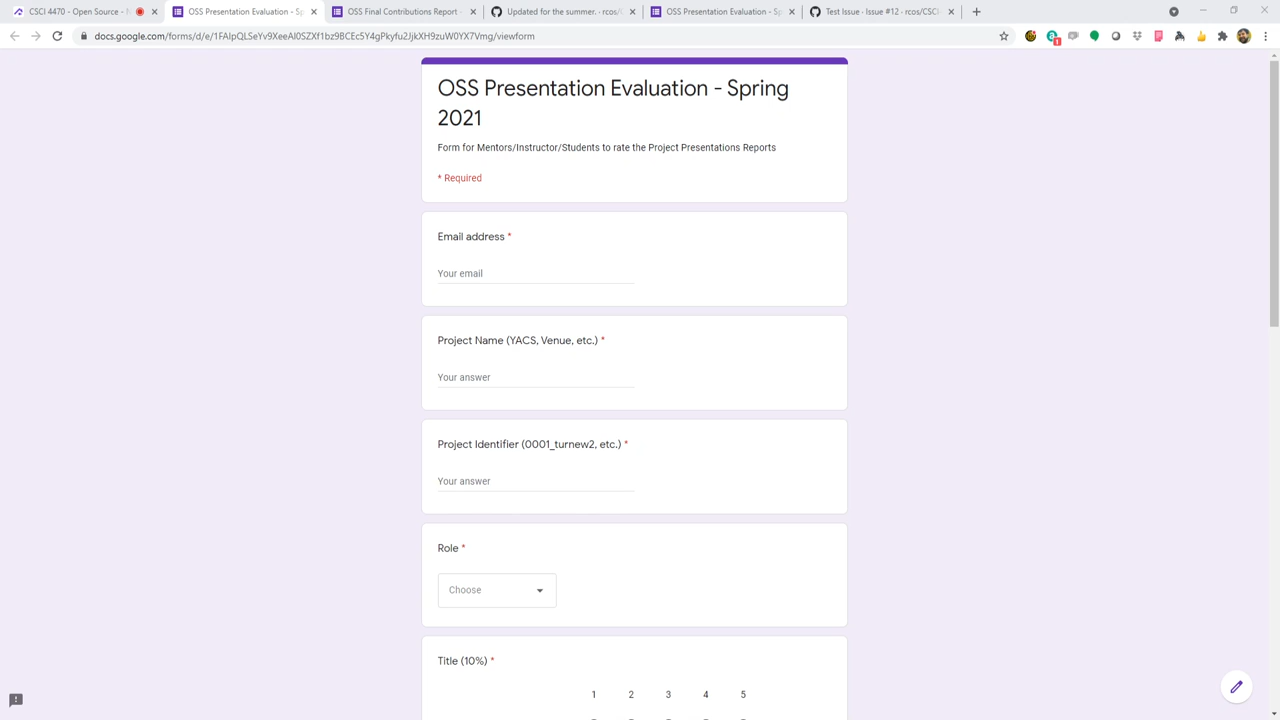 CSCI 4470 - Open Source -
OSS Presentation Evaluation - Sp
OSS Final Contributions Report -
Updated for the summer. · rcos/
OSS Presentation Evaluation - Sp
Test Issue · Issue #12 · rcos/CSC
docs.google.com/forms/d/e/1FAIpQLSeYv9XeeAl0SZXf1bz9BCEc5Y4gPkyfu2JjkXH9zuW0YX7Vmg/viewform
1
OSS Presentation Evaluation - Spring
2021
Form for Mentors/Instructor/Students to rate the Project Presentations Reports
* Required
Email address *
Your email
Project Name (YACS, Venue, etc.) *
Your answer
Project Identifier (0001_turnew2, etc.) *
Your answer
Role *
Choose
Title (10%) *
1 2 3 4 5